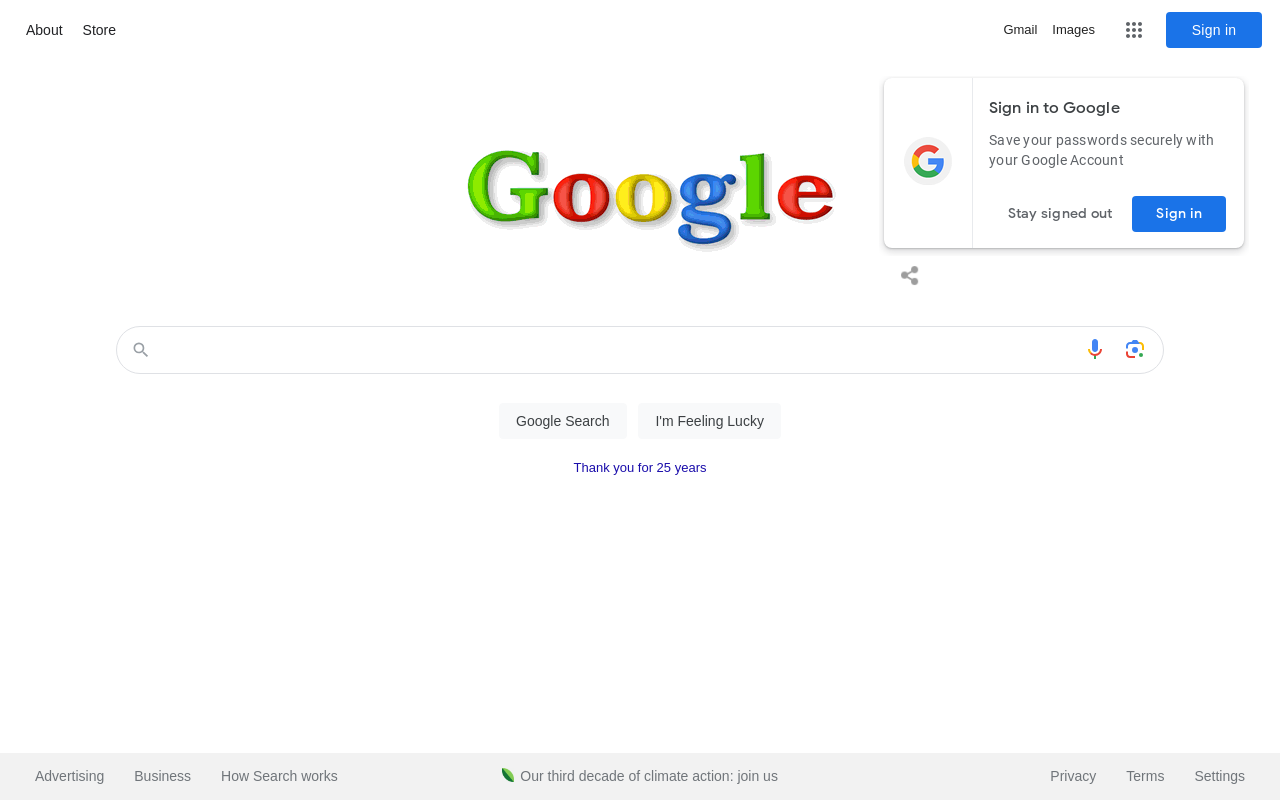 About Store
Gmail Images
Sign in
Google
Sign in to Google
Save your passwords securely with
your Google Account
Stay signed out
Sign in
Google Search
I'm Feeling Lucky
Thank you for 25 years
Advertising Business How Search works
Our third decade of climate action: join us
Privacy Terms Settings